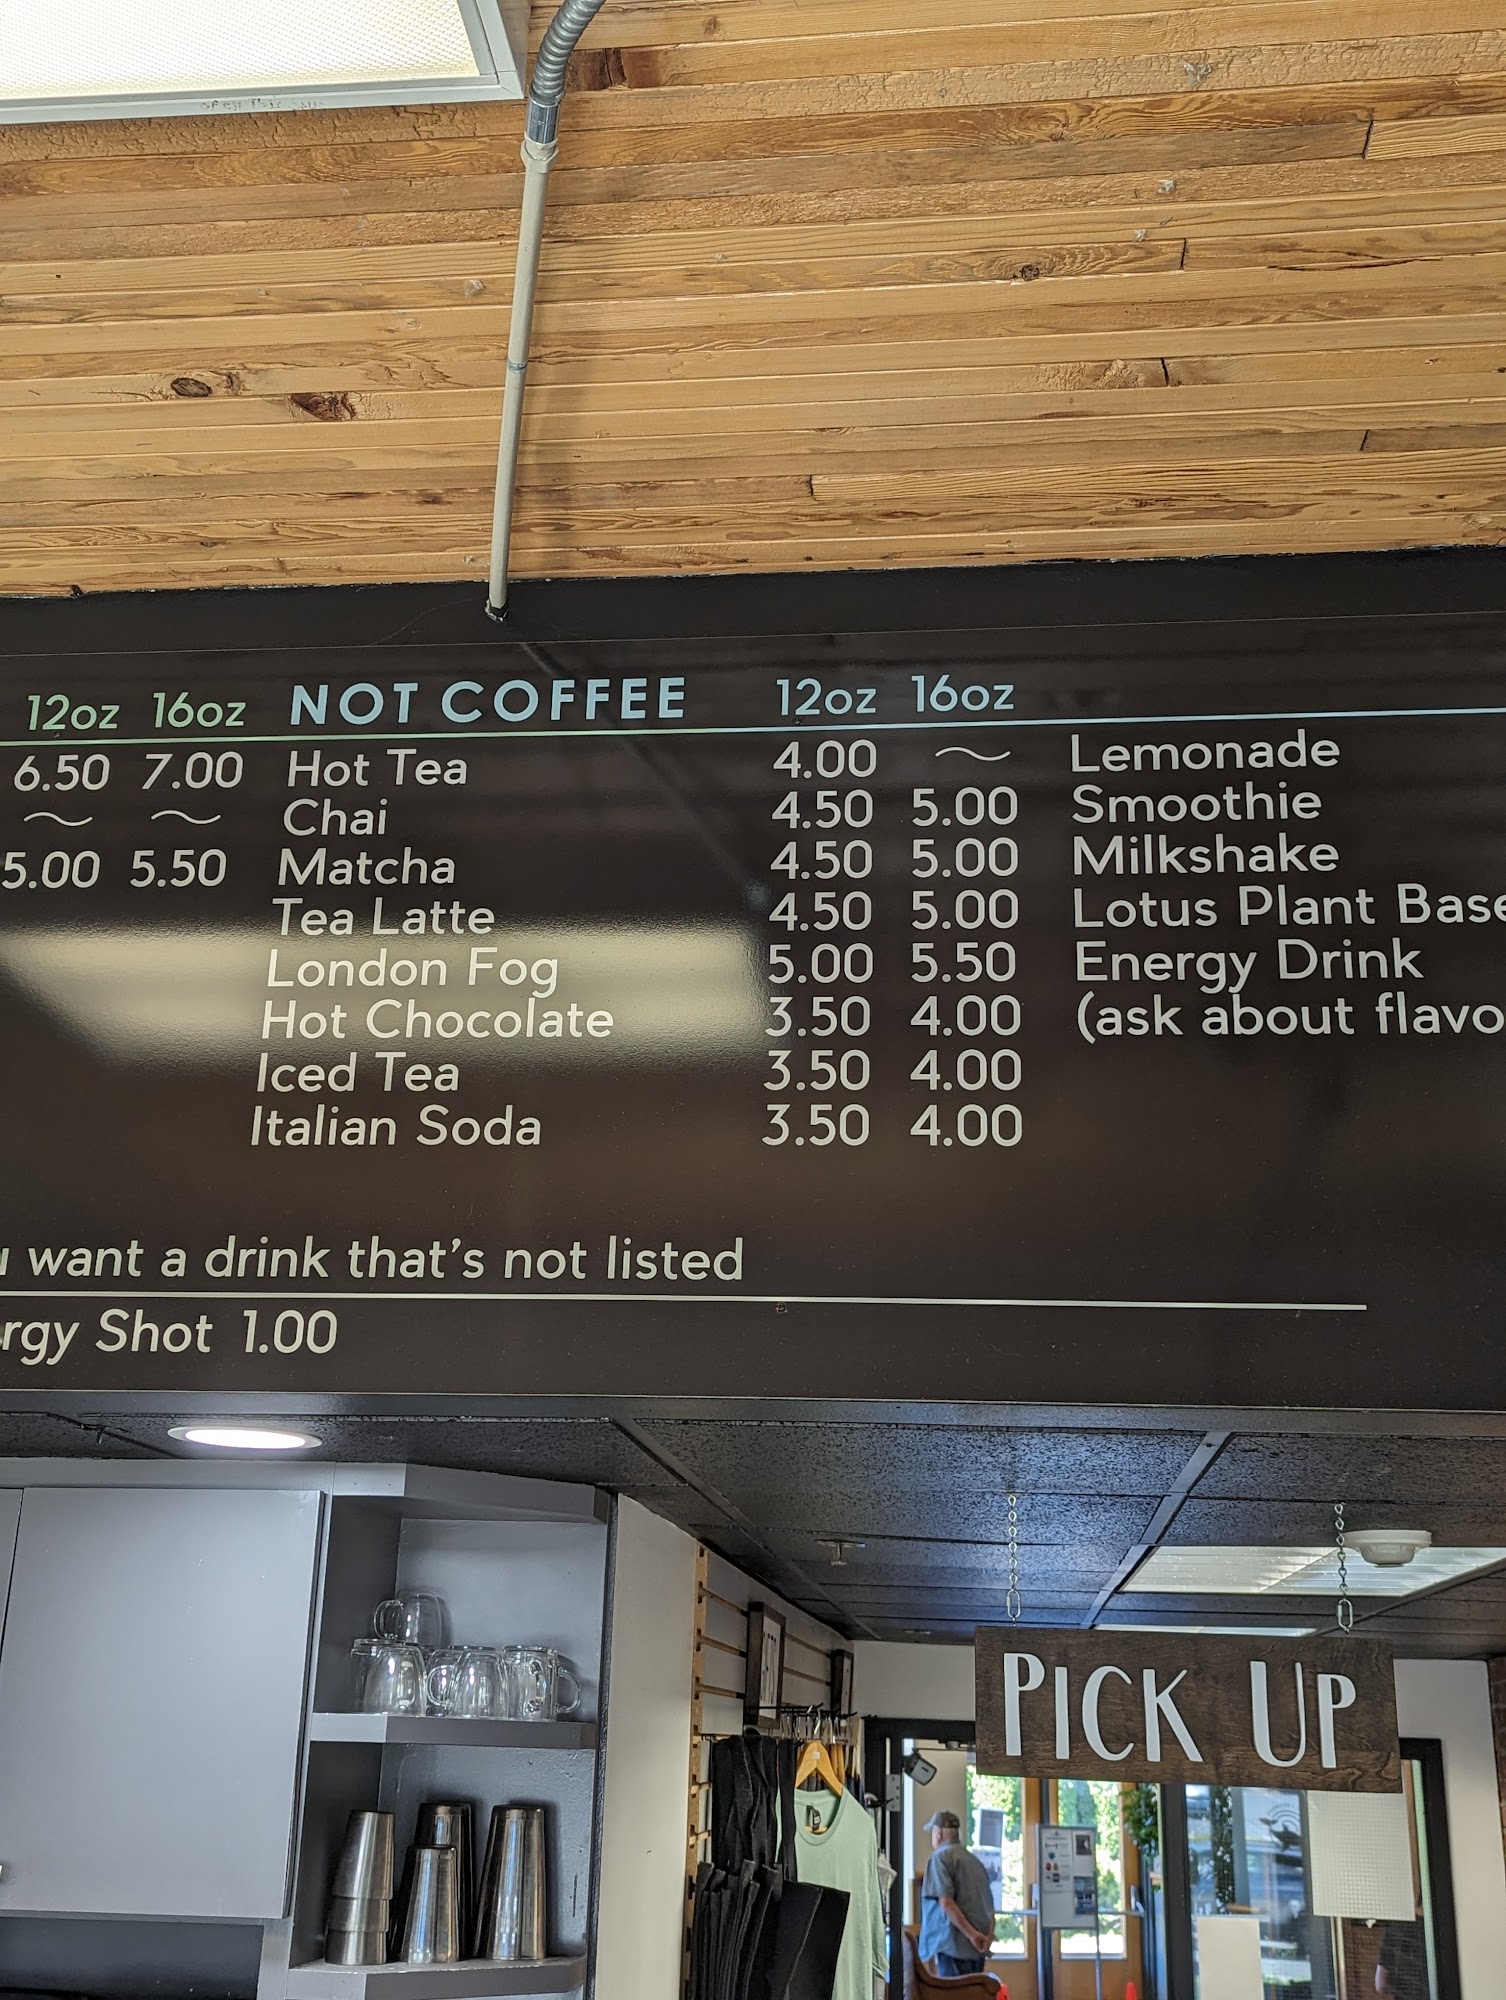 12oz 16oz NOT COFFEE 12oz 16oz
6.50 7.00 Hot Tea 4.00 ~ Lemonade
~ ~ Chai 4.50 5.00 Smoothie
5.00 5.50 Matcha 4.50 5.00 Milkshake
Tea Latte 4.50 5.00 Lotus Plant Base
London Fog 5.00 5.50 Energy Drink
Hot Chocolate 3.50 4.00 (ask about flavo
Iced Tea 3.50 4.00
Italian Soda 3.50 4.00
want a drink that's not listed
rgy Shot 1.00
PICK UP